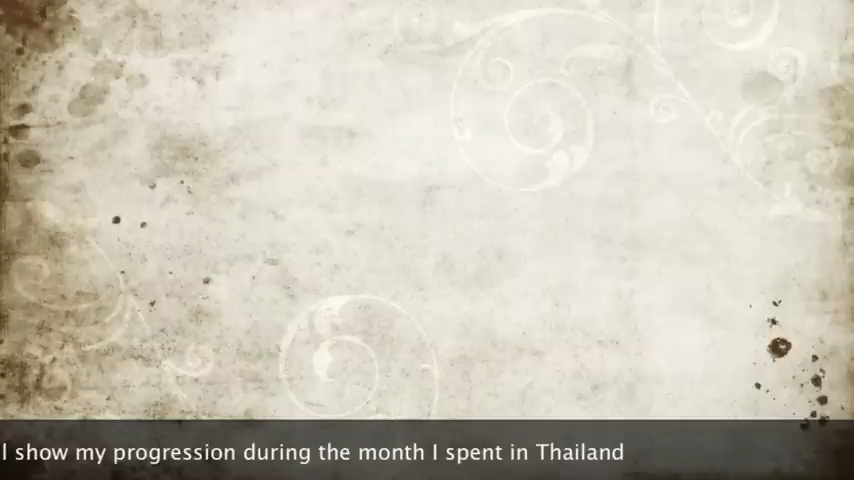 I show my progression during the month I spent in Thailand